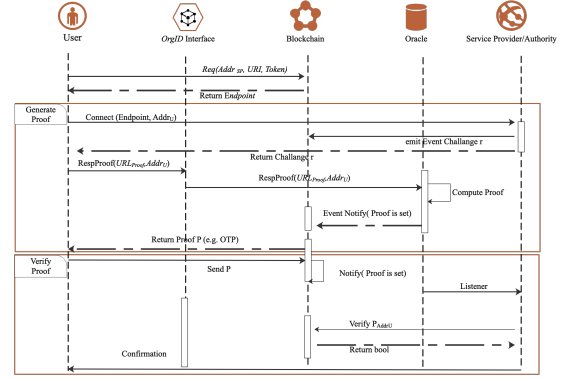 User
OrgID Interface
Blockchain
Oracle
Service Provider/Authority
Req(Addr SP, URI, Token)
Return Endpoint
Generate
Proof
Connect (Endpoint, AddrU)
emit Event Challange r
Return Challange r
RespProof(URLProof,AddrU)
RespProof(URLProof,AddrU)
Compute Proof
Event Notify( Proof is set)
Return Proof P (e.g. OTP)
Verify
Proof
Send P
Notify( Proof is set)
Listener
Verify PAddrU
Return bool
Confirmation